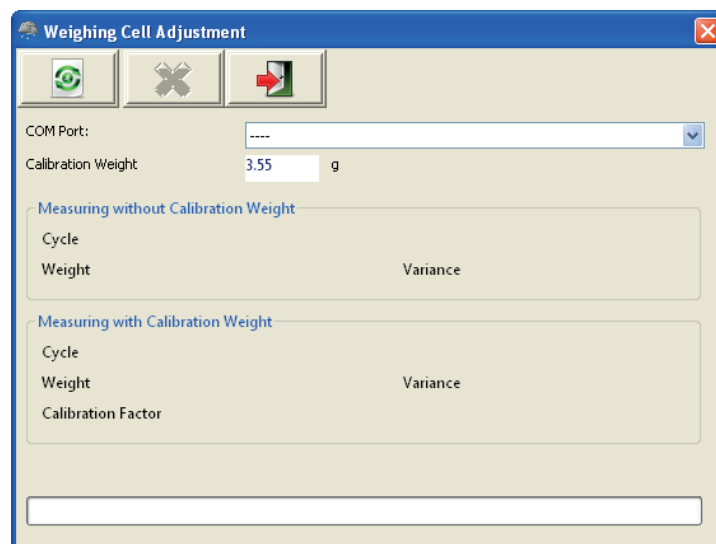 Weighing Cell Adjustment
COM Port: ----
Calibration Weight 3.55 g
Measuring without Calibration Weight
Cycle
Weight Variance
Measuring with Calibration Weight
Cycle
Weight Variance
Calibration Factor